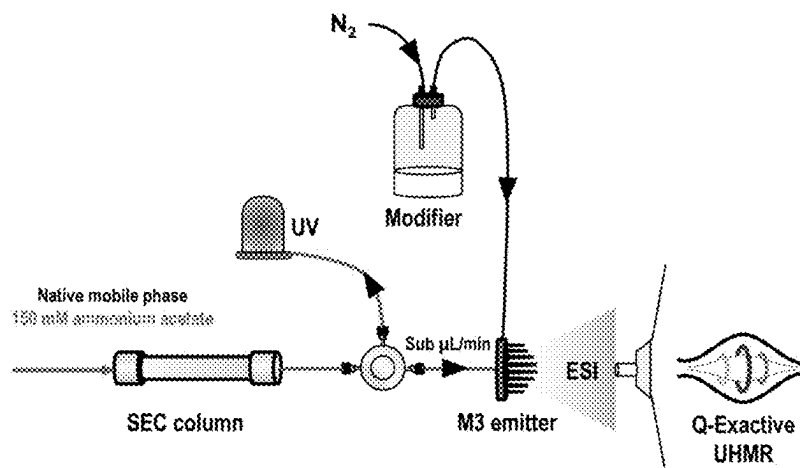 N₂
Modifier
UV
Native mobile phase
150 mM ammonium acetate
Sub µL/min
ESI
SEC column
M3 emitter
Q-Exactive
UHMR